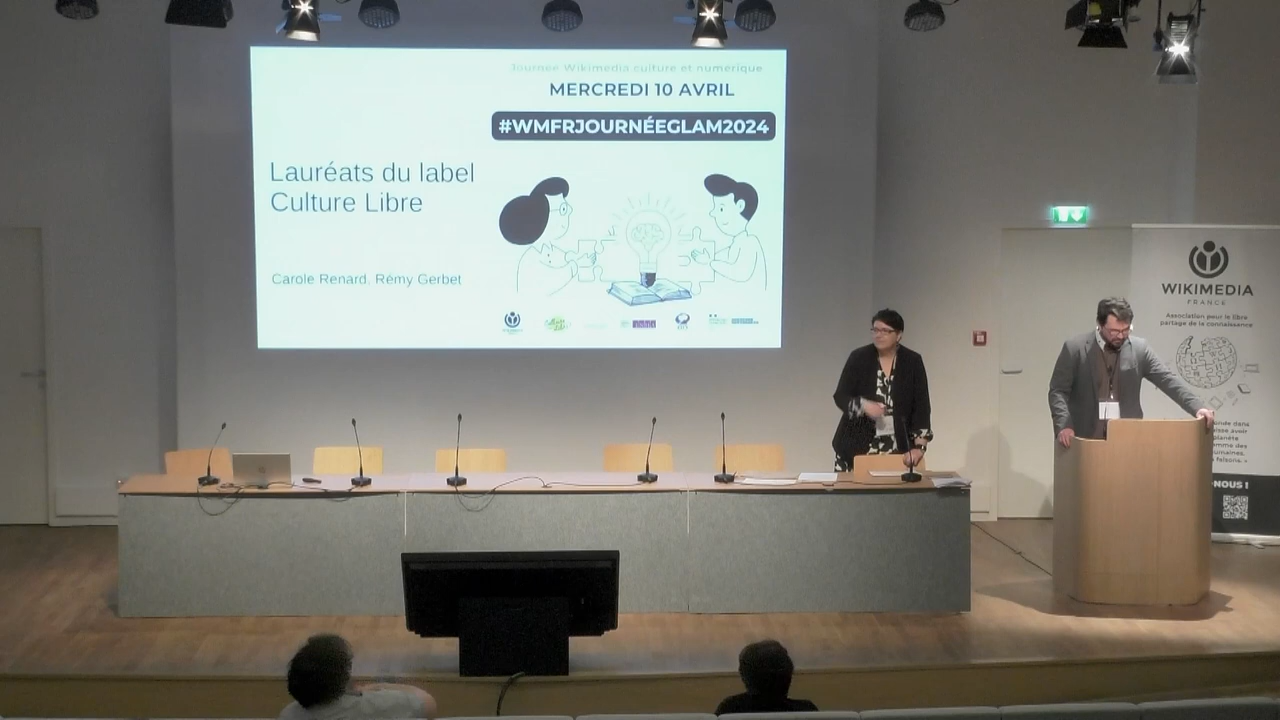 Journée Wikimedia culture et numérique
MERCREDI 10 AVRIL
#WMFRJOURNÉEGLAM2024
Lauréats du label
Culture Libre
Carole Renard, Rémy Gerbet
WIKIMEDIA
FRANCE
Association pour le libre
partage de la connaissance
NOUS !